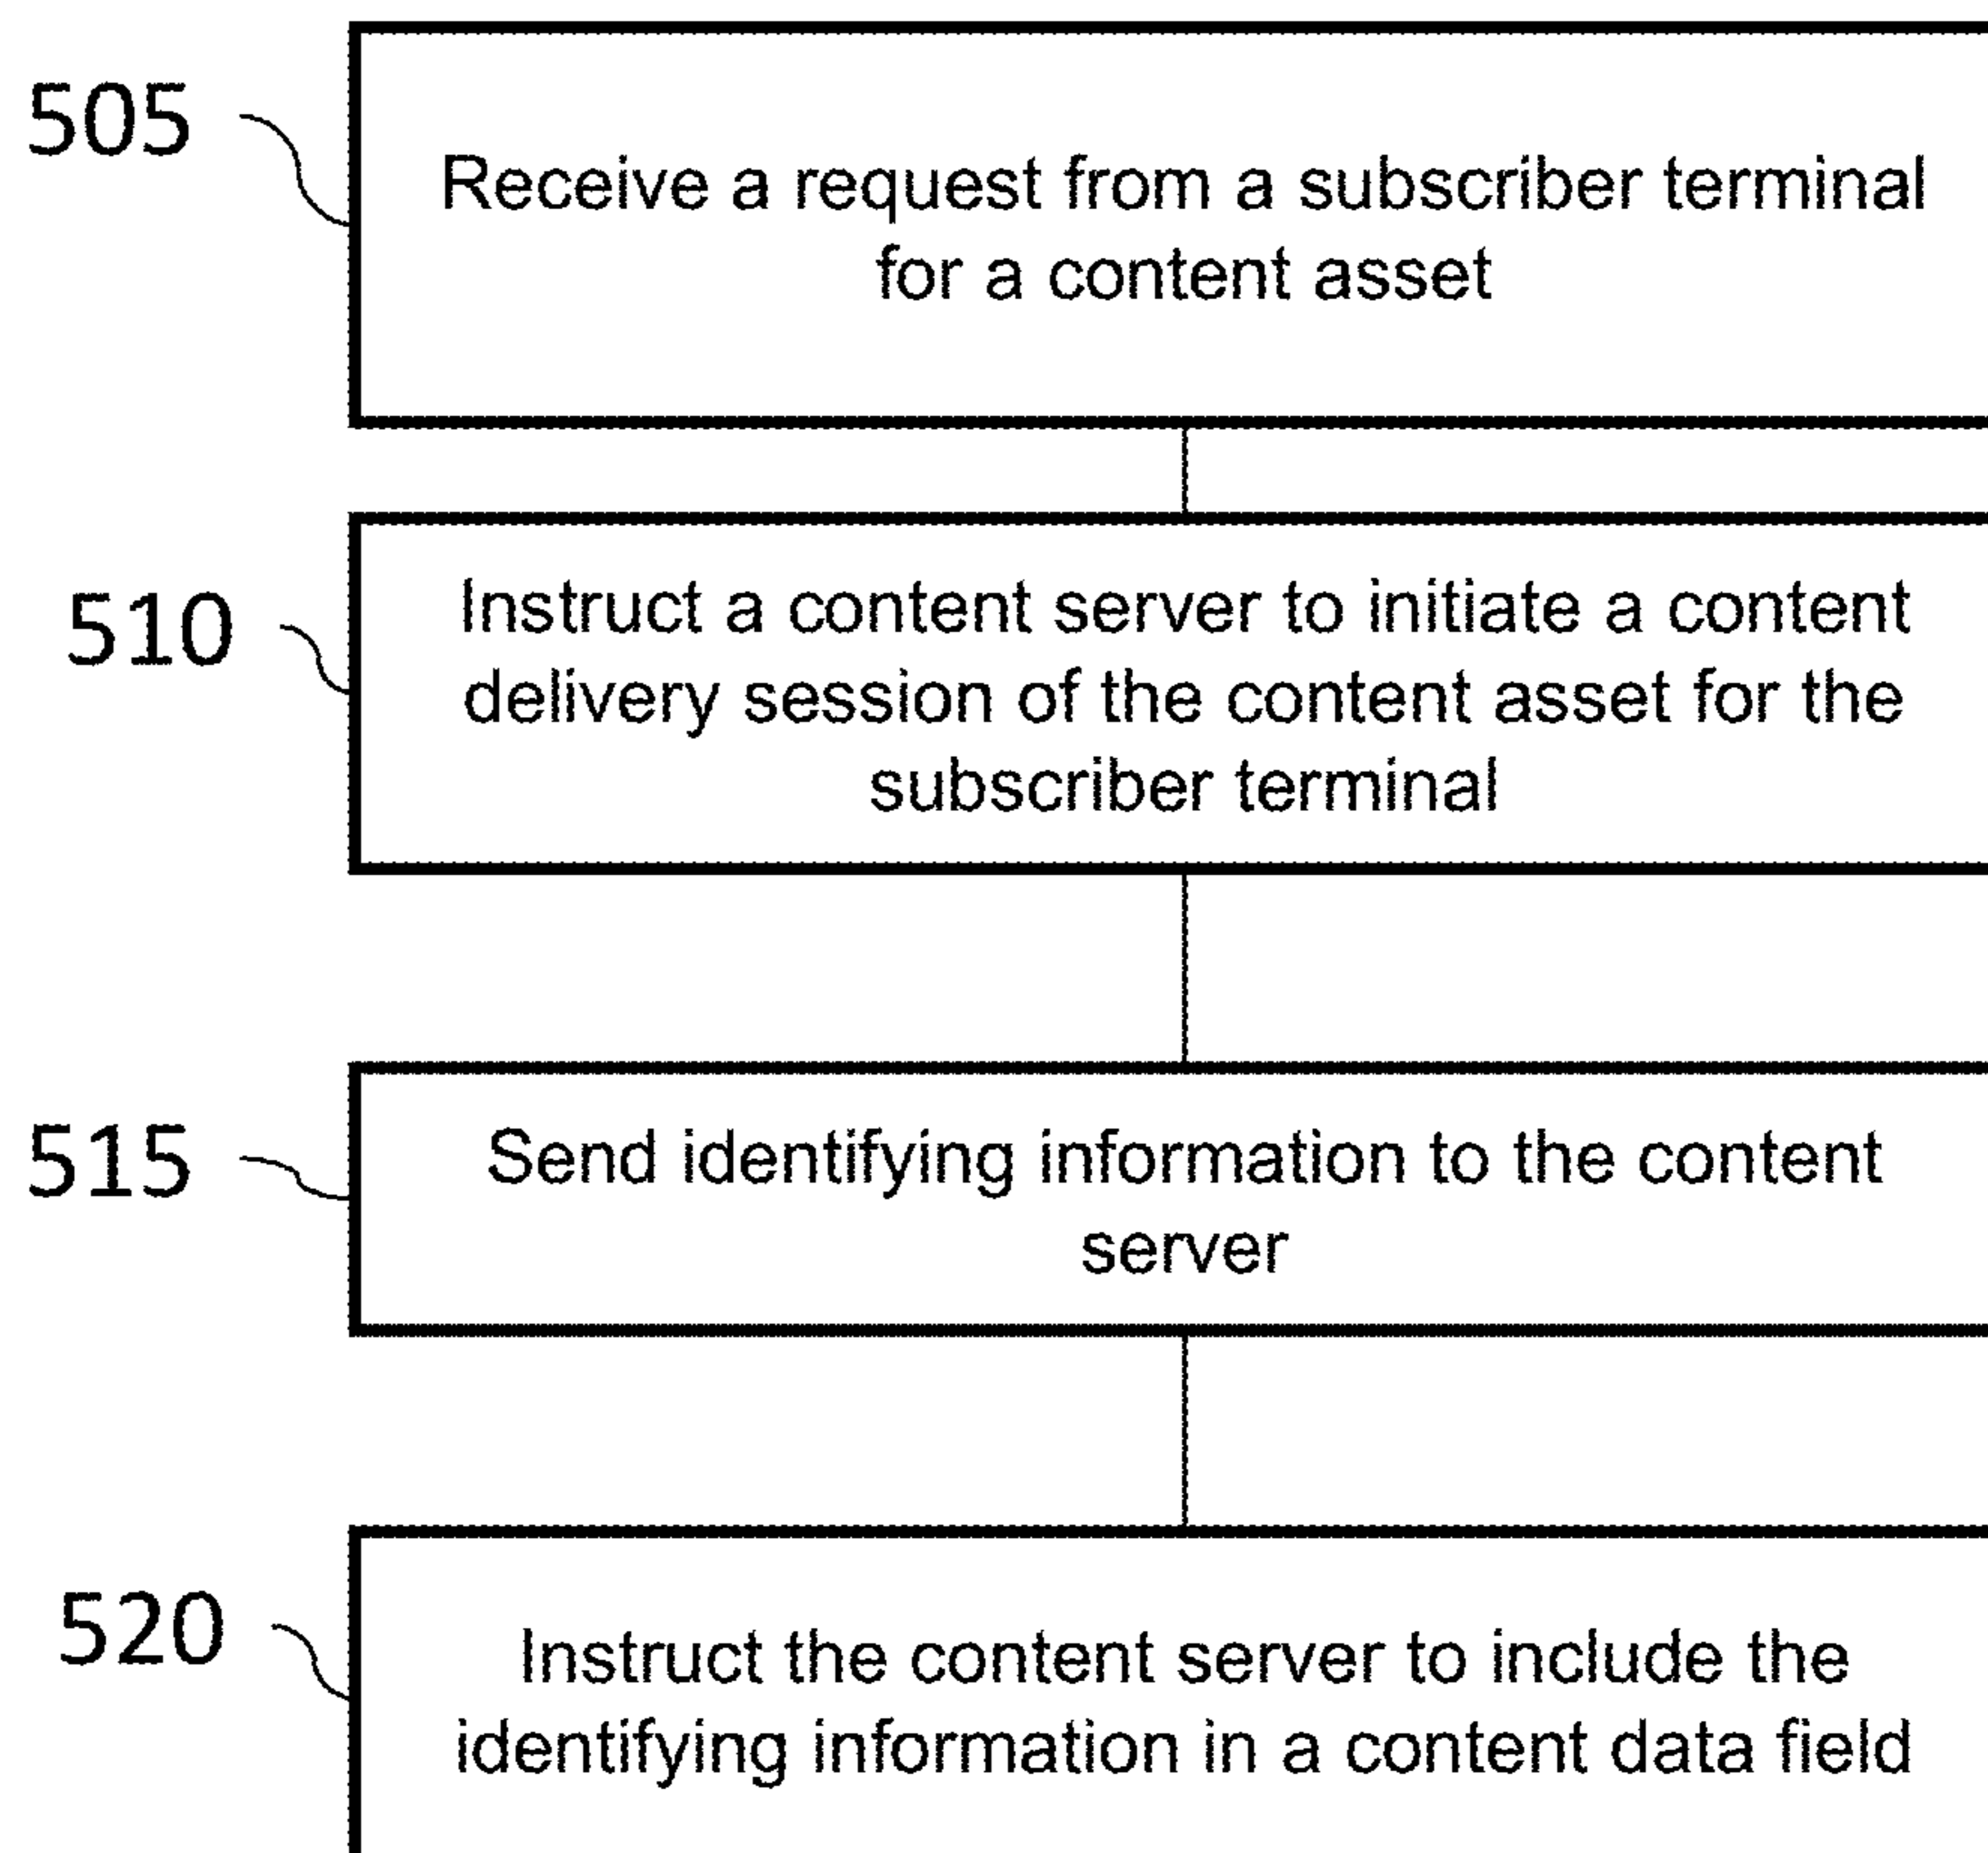 505
Receive a request from a subscriber terminal
for a content asset
510
Instruct a content server to initiate a content
delivery session of the content asset for the
subscriber terminal
515
Send identifying information to the content
server
520
Instruct the content server to include the
identifying information in a content data field